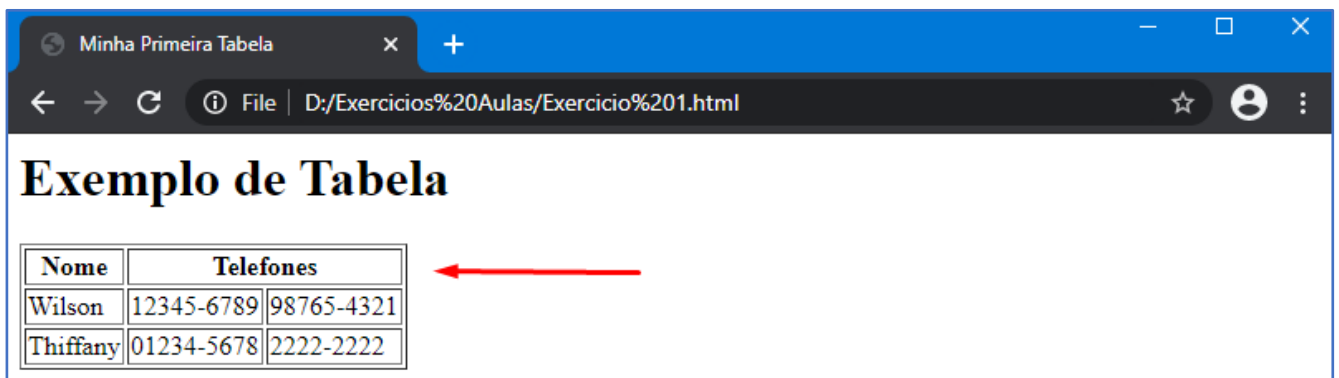 Minha Primeira Tabela
File D:/Exercicios%20Aulas/Exercicio%201.html
Exemplo de Tabela
Nome Telefones
Wilson 12345-6789 98765-4321
Thiffany 01234-5678 2222-2222